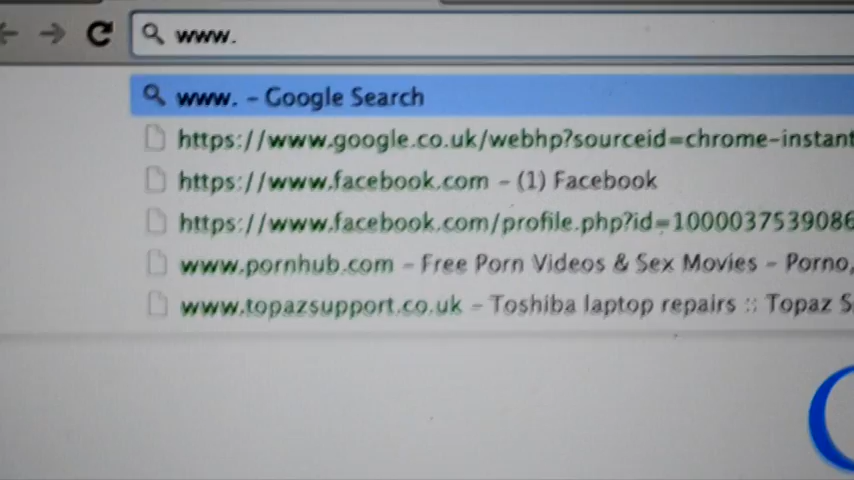 www.
www. - Google Search
https://www.google.co.uk/webhp?sourceid=chrome-instant
https://www.facebook.com - (1) Facebook
https://www.facebook.com/profile.php?id=1000037539086
www.pornhub.com - Free Porn Videos & Sex Movies - Porno,
www.topazsupport.co.uk - Toshiba laptop repairs :: Topaz S